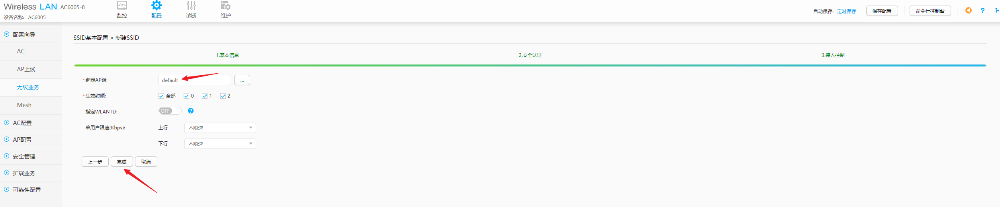 Wireless LAN AC6005-8
设备名称: AC6005
监控
配置
诊断
维护
自动保存: 定时保存
保存配置
命令行控制台
?
配置向导
AC
AP上线
无线业务
Mesh
AC配置
AP配置
安全管理
扩展业务
可靠性配置
SSID基本配置 > 新建SSID
1.基本信息
2.安全认证
3.接入控制
*绑定AP组: default ...
*生效射频: 全部 0 1 2
指定WLAN ID: OFF ?
单用户限速(Kbps): 上行 不限速
下行 不限速
上一步 完成 取消